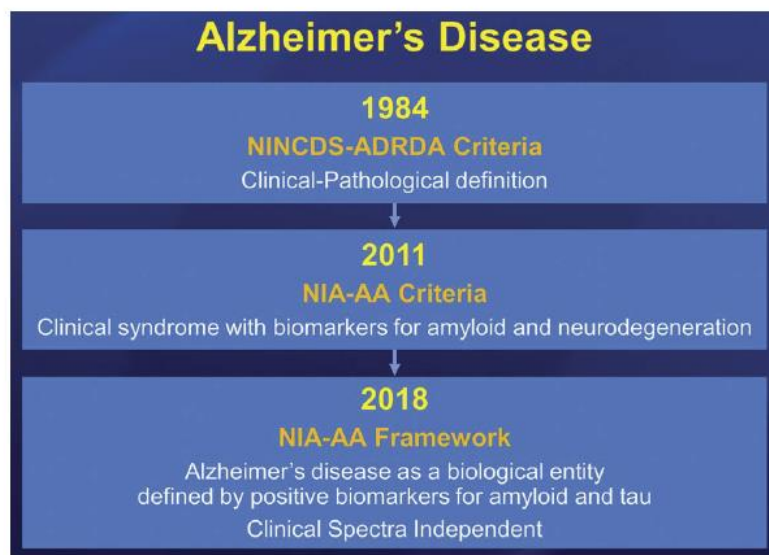 Alzheimer's Disease
1984
NINCDS-ADRDA Criteria
Clinical-Pathological definition
2011
NIA-AA Criteria
Clinical syndrome with biomarkers for amyloid and neurodegeneration
2018
NIA-AA Framework
Alzheimer's disease as a biological entity
defined by positive biomarkers for amyloid and tau
Clinical Spectra Independent